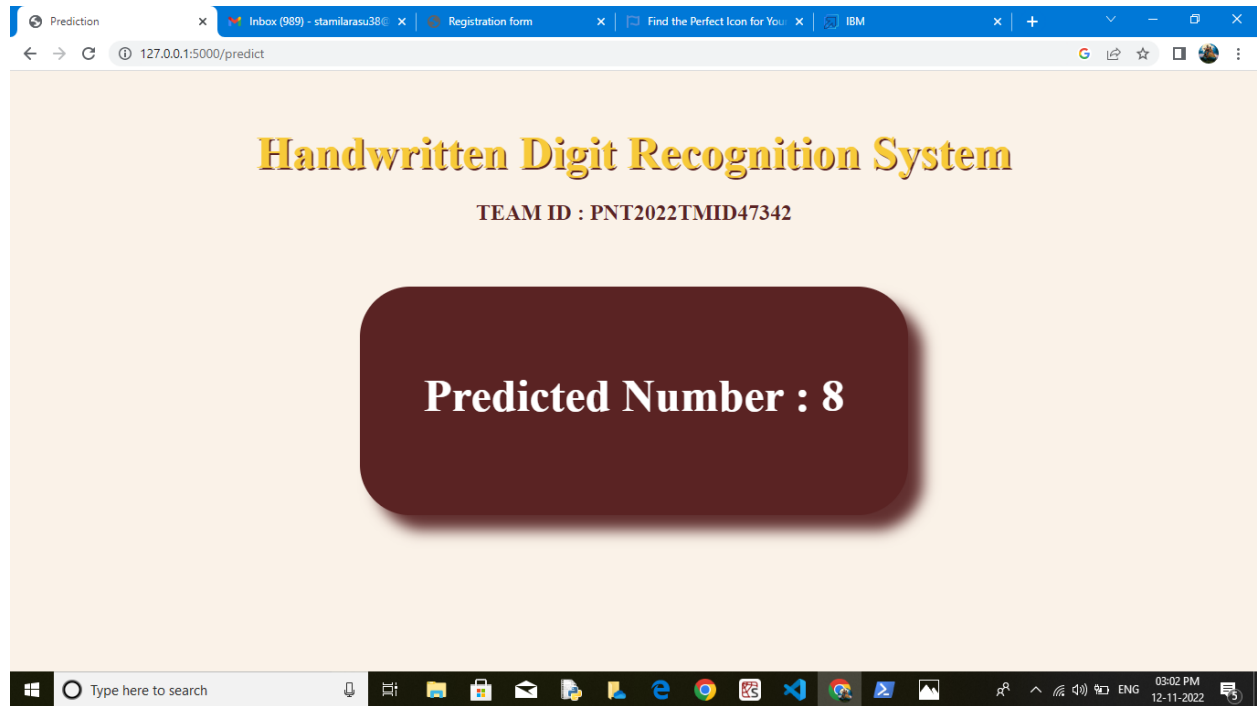 Prediction
Inbox (989) - stamilarasu38@
Registration form
Find the Perfect Icon for You
IBM
127.0.0.1:5000/predict
Handwritten Digit Recognition System
TEAM ID : PNT2022TMID47342
Predicted Number : 8
Type here to search
ENG
03:02 PM
12-11-2022
5